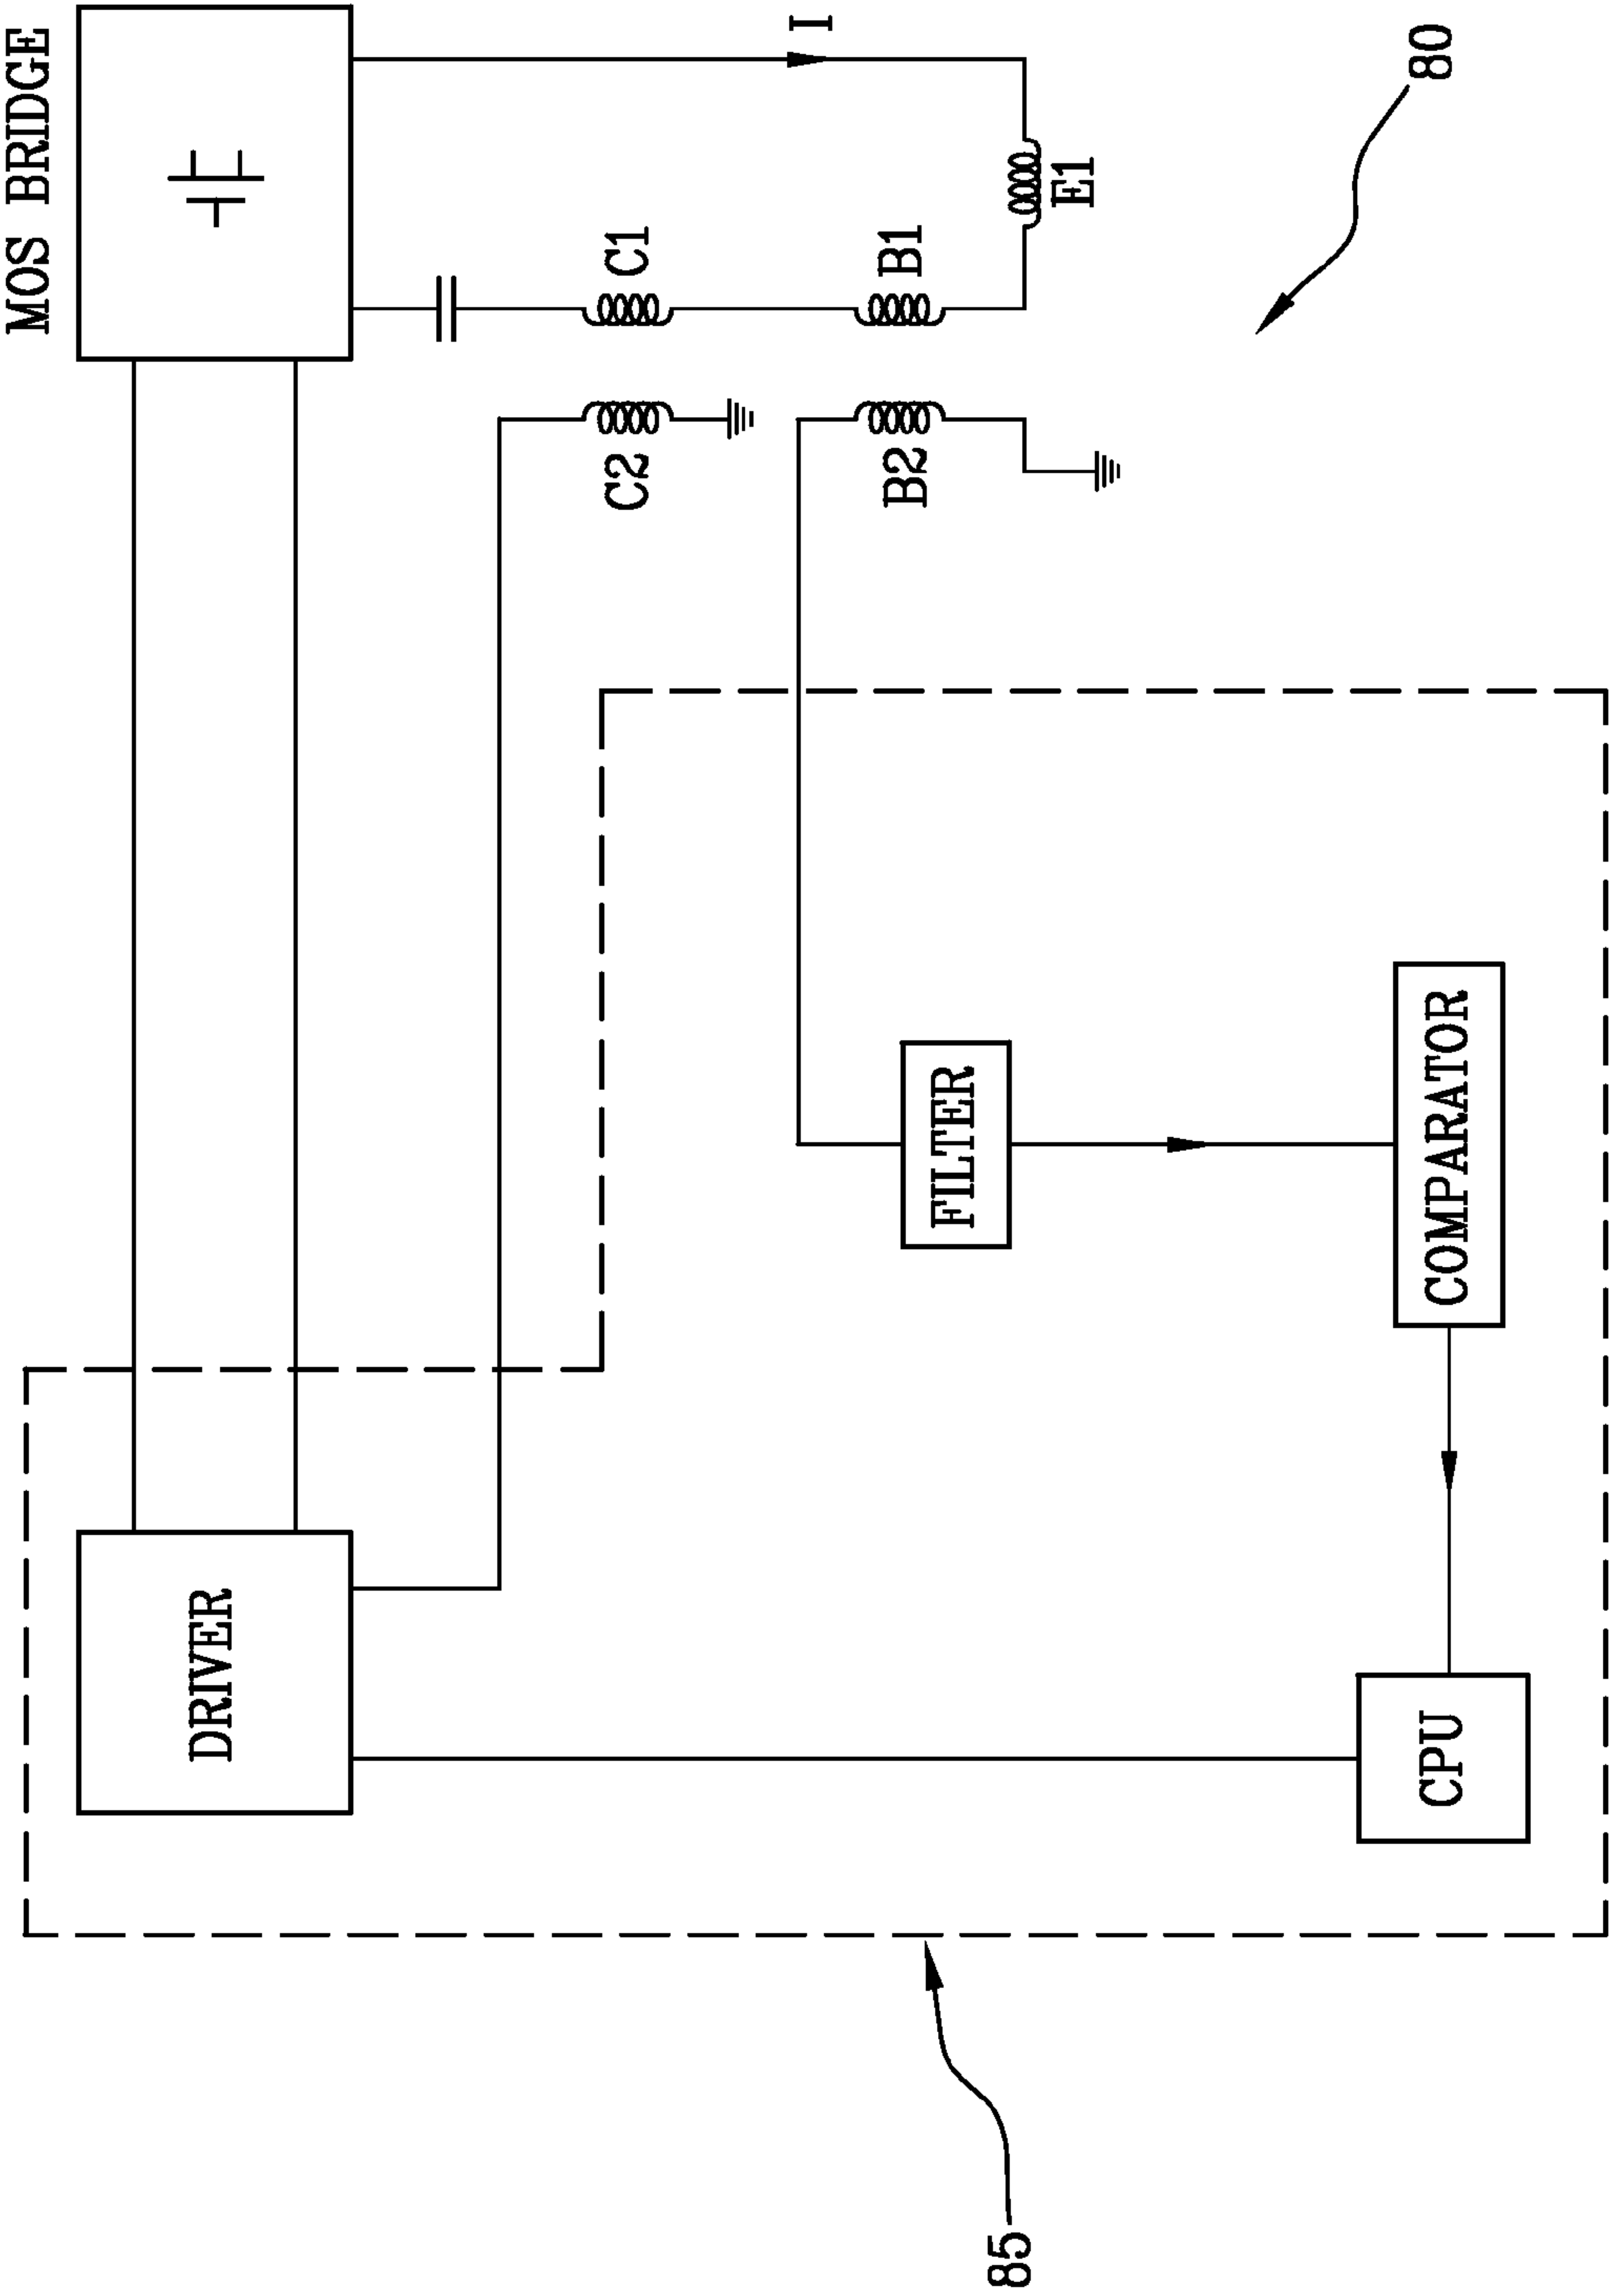 MOS BRIDGE
I
C1
B1
E1
C2
B2
80
DRIVER
FILTER
COMPARATOR
CPU
85